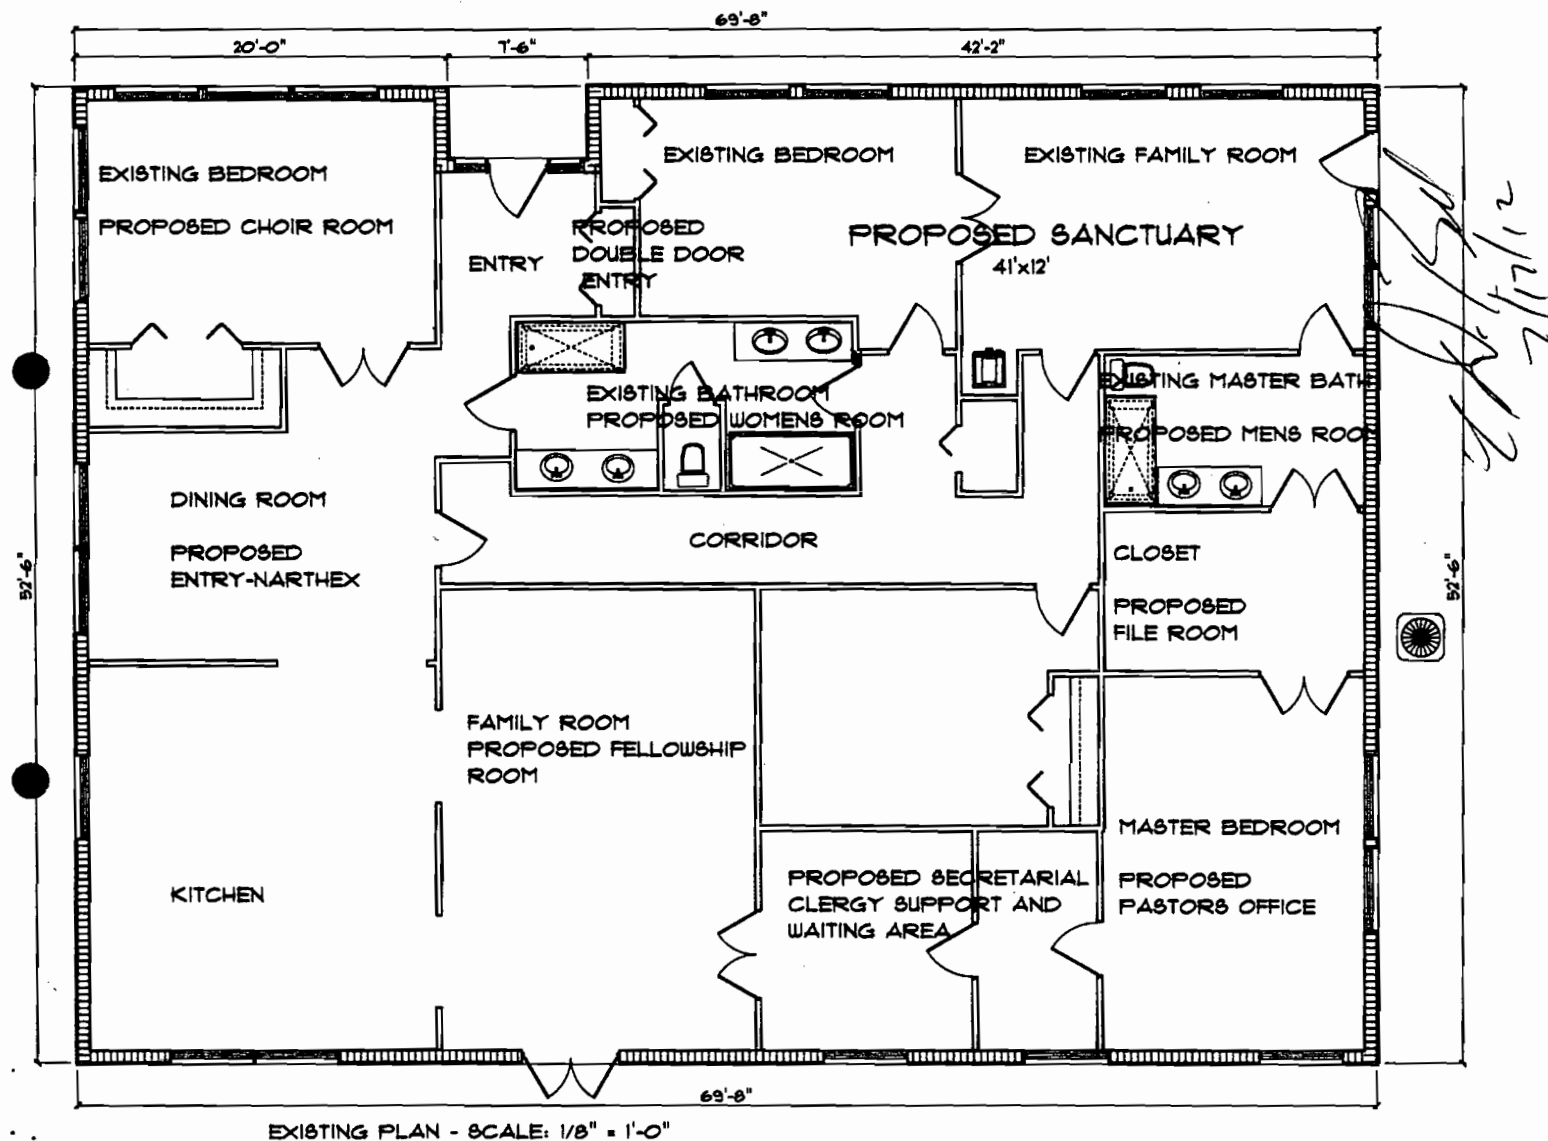 69'-8"
20'-0"
7'-6"
42'-2"
EXISTING BEDROOM
PROPOSED CHOIR ROOM
ENTRY
PROPOSED
DOUBLE DOOR
ENTRY
EXISTING BEDROOM
EXISTING FAMILY ROOM
PROPOSED SANCTUARY
41'x12'
7/17/12
EXISTING BATHROOM
PROPOSED WOMENS ROOM
EXISTING MASTER BATH
PROPOSED MENS ROOM
DINING ROOM
PROPOSED
ENTRY-NARTHEX
CORRIDOR
CLOSET
PROPOSED
FILE ROOM
52'-6"
52'-6"
FAMILY ROOM
PROPOSED FELLOWSHIP
ROOM
KITCHEN
PROPOSED SECRETARIAL
CLERGY SUPPORT AND
WAITING AREA
MASTER BEDROOM
PROPOSED
PASTORS OFFICE
69'-8"
EXISTING PLAN - SCALE: 1/8" = 1'-0"